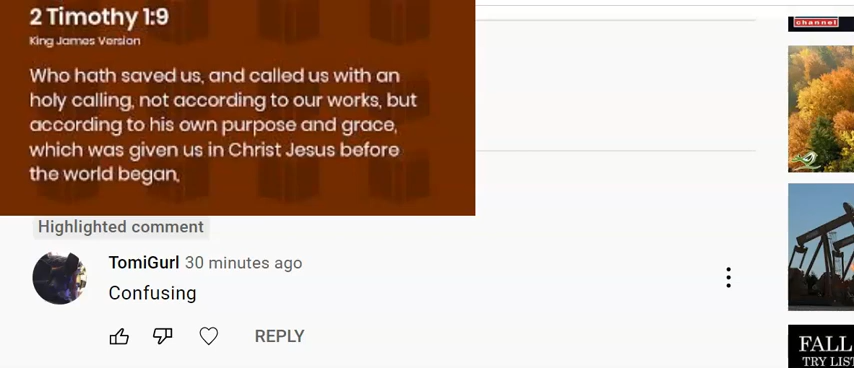 2 Timothy 1:9
King James Version
Who hath saved us, and called us with an
holy calling, not according to our works, but
according to his own purpose and grace,
which was given us in Christ Jesus before
the world began,
Highlighted comment
TomiGurl 30 minutes ago
Confusing
REPLY
channel
FALL
TRY LIST